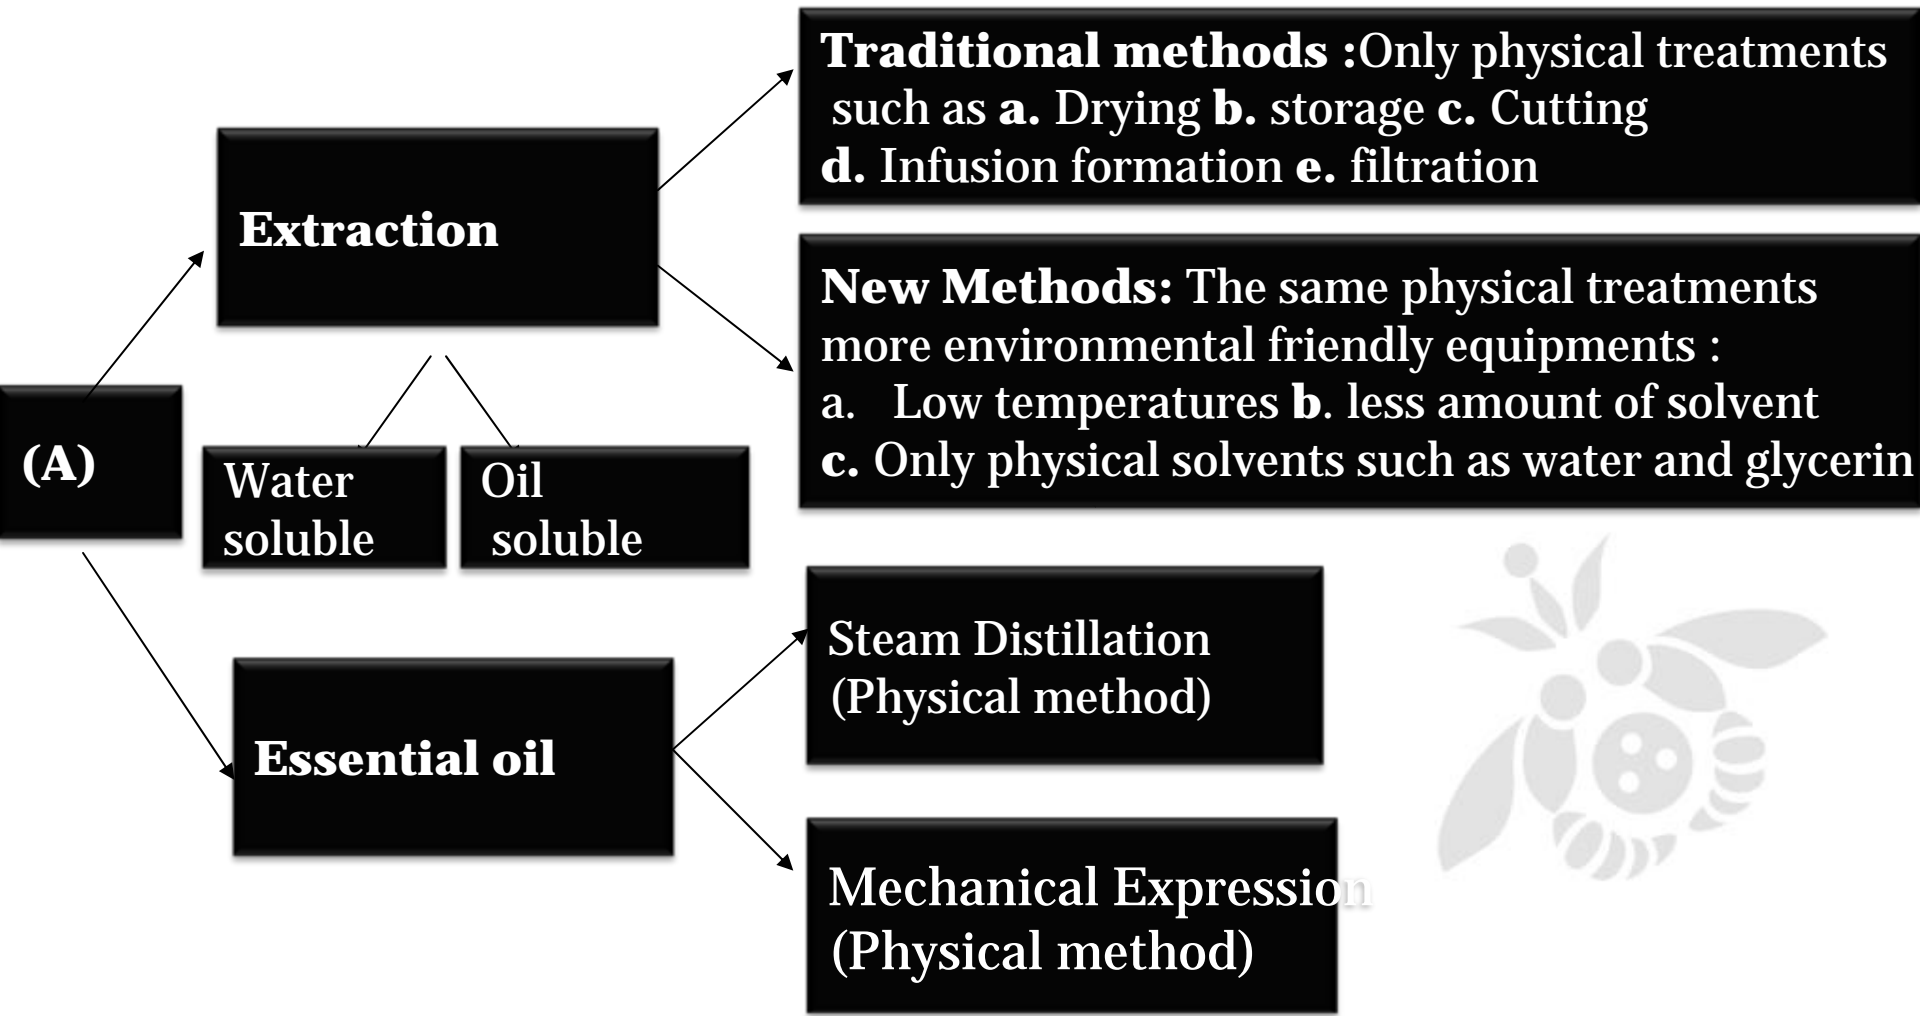 Traditional methods :Only physical treatments
such as a. Drying b. storage c. Cutting
d. Infusion formation e. filtration
Extraction
New Methods: The same physical treatments
more environmental friendly equipments :
a. Low temperatures b. less amount of solvent
c. Only physical solvents such as water and glycerin
(A)
Water
soluble
Oil
soluble
Steam Distillation
(Physical method)
Essential oil
Mechanical Expression
(Physical method)